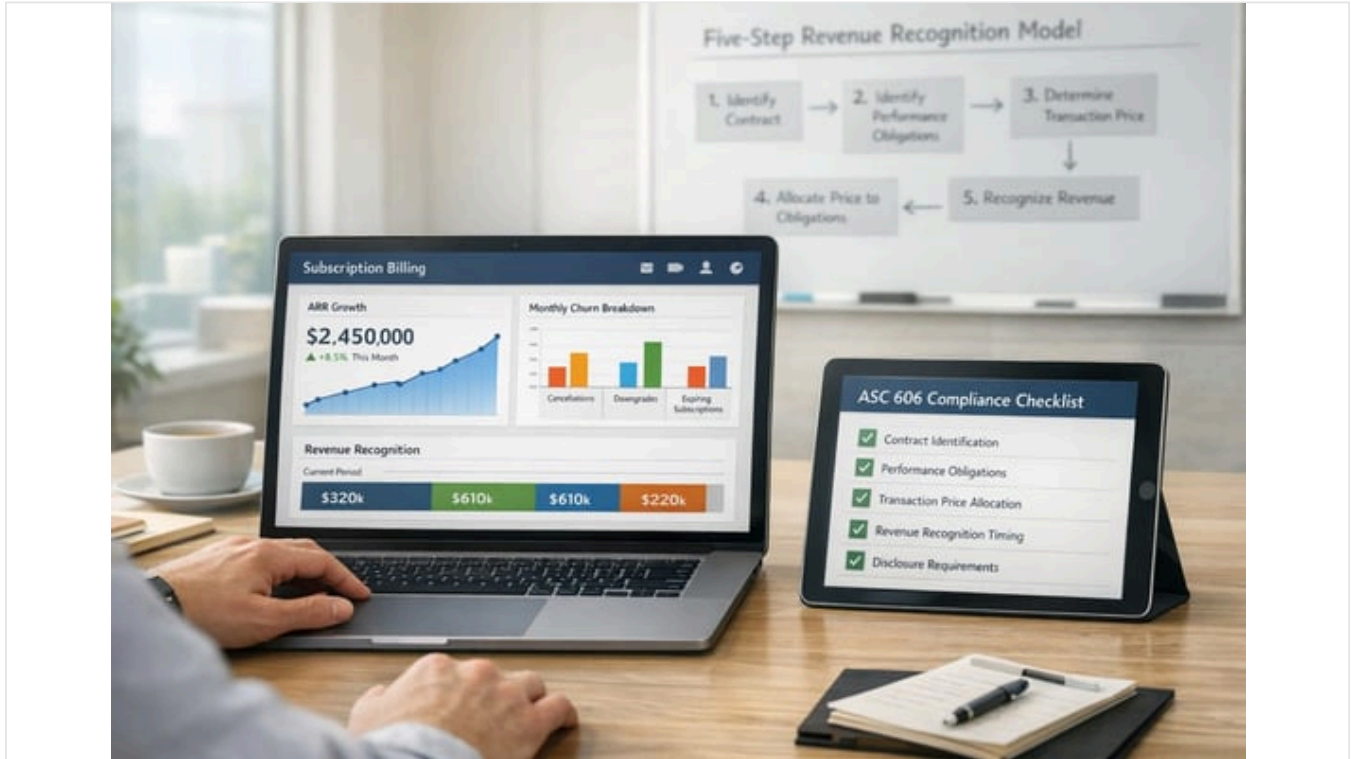 Five-Step Revenue Recognition Model
1. Identify
Contract
2. Identify
Performance
Obligations
3. Determine
Transaction Price
4. Allocate Price to
Obligations
5. Recognize Revenue
Subscription Billing
ARR Growth
$2,450,000
+8.5% This Month
Monthly Churn Breakdown
Cancellations
Downgrades
Expiring
Subscriptions
Revenue Recognition
Current Period
$320k
$610k
$610k
$220k
ASC 606 Compliance Checklist
Contract Identification
Performance Obligations
Transaction Price Allocation
Revenue Recognition Timing
Disclosure Requirements